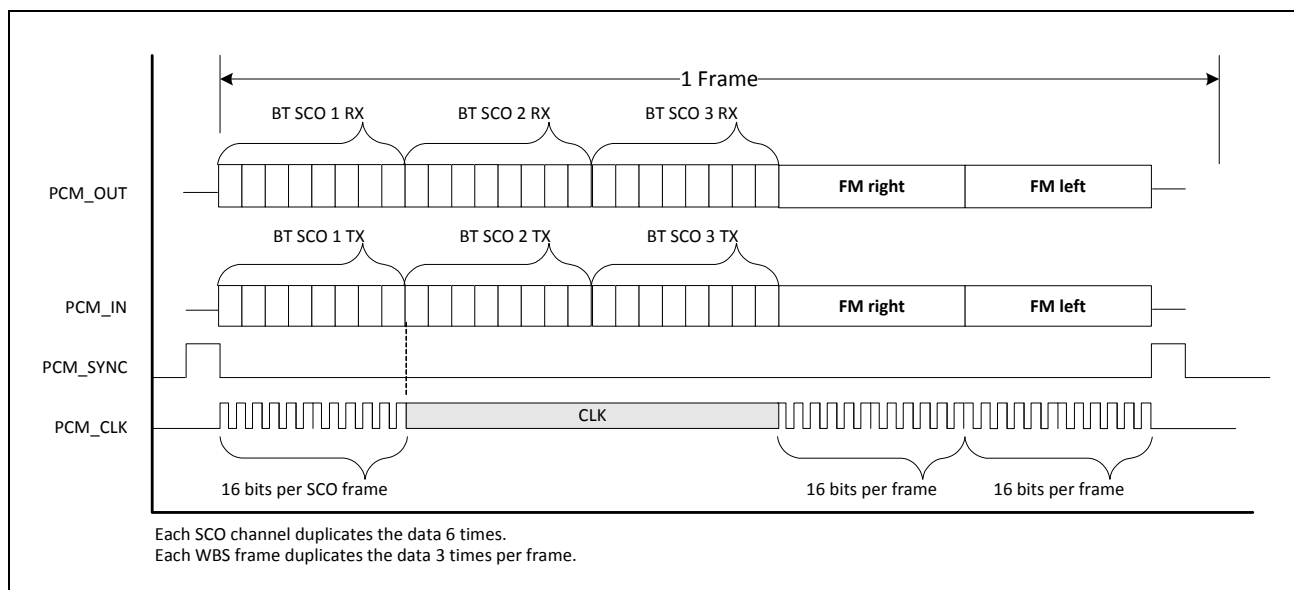 1 Frame
BT SCO 1 RX
BT SCO 2 RX
BT SCO 3 RX
PCM_OUT
FM right
FM left
BT SCO 1 TX
BT SCO 2 TX
BT SCO 3 TX
PCM_IN
FM right
FM left
PCM_SYNC
PCM_CLK
CLK
16 bits per SCO frame
16 bits per frame
16 bits per frame
Each SCO channel duplicates the data 6 times.
Each WBS frame duplicates the data 3 times per frame.